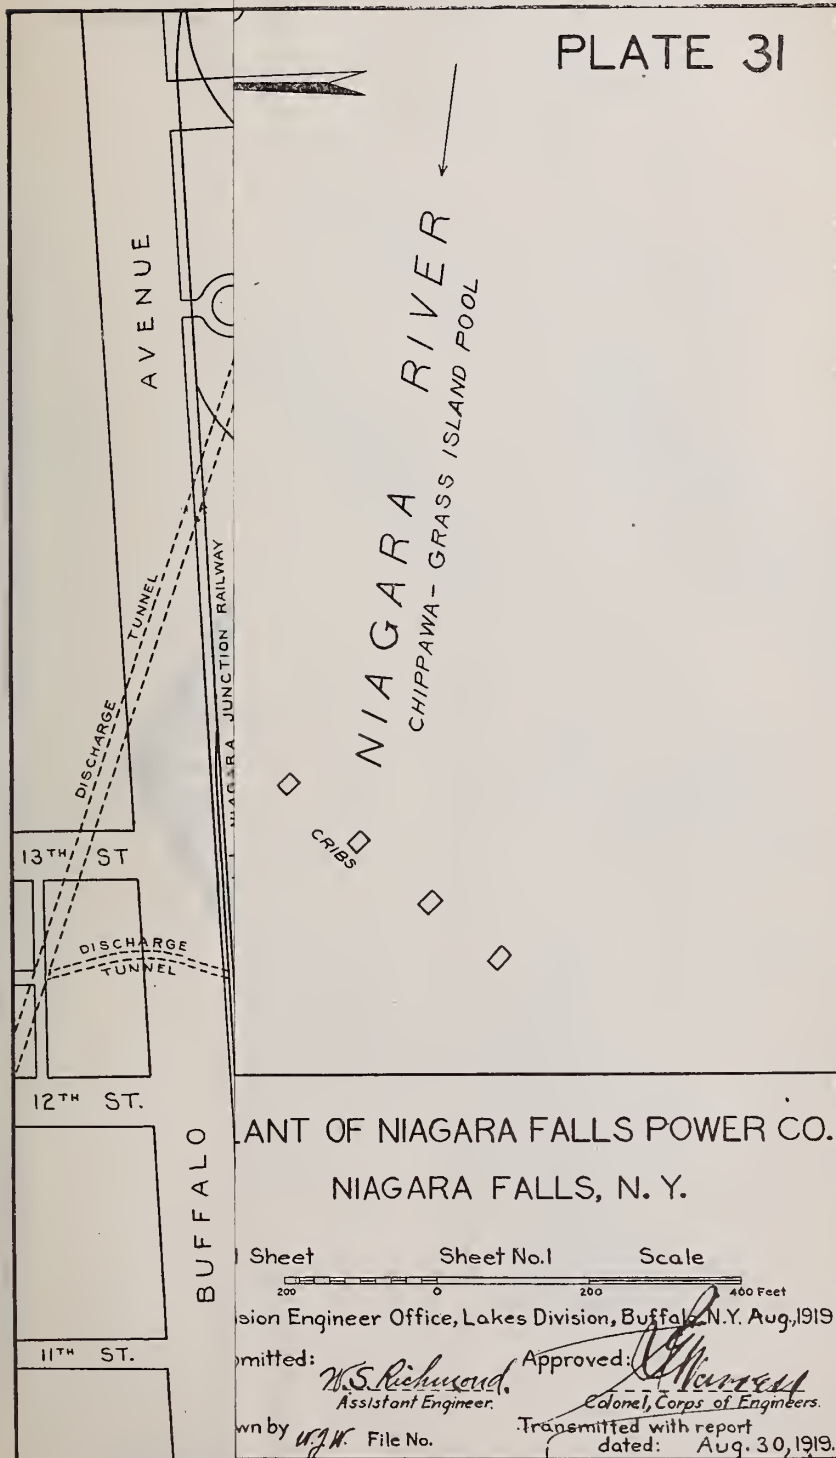 PLATE 31
AVENUE
NIAGARA RIVER
CHIPPAWA-GRASS ISLAND POOL
NIAGARA JUNCTION RAILWAY
DISCHARGE TUNNEL
CRIBS
13TH ST
DISCHARGE
TUNNEL
12TH ST.
BUFFALO
11TH ST.
LANT OF NIAGARA FALLS POWER CO.
NIAGARA FALLS, N. Y.
Sheet Sheet No.1 Scale
200 0 200 400 Feet
sion Engineer Office, Lakes Division, Buffalo N.Y. Aug., 1919
mitted: W.S. Richmond. Approved:
Assistant Engineer. Colonel, Corps of Engineers.
wn by W.J.W. File No. Transmitted with report
dated: Aug. 30, 1919.